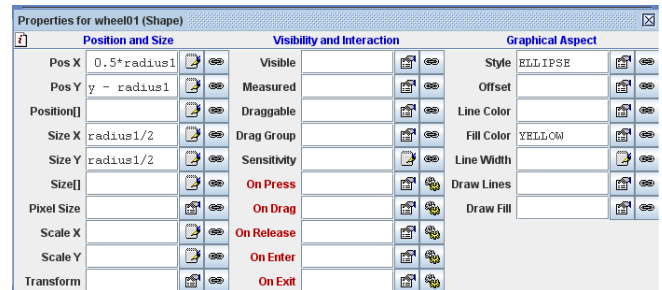 Properties for wheel01 (Shape)
Position and Size Visibility and Interaction Graphical Aspect
Pos X 0.5*radius1 Visible Style ELLIPSE
Pos Y y - radius1 Measured Offset
Position[] Draggable Line Color
Size X radius1/2 Drag Group Fill Color YELLOW
Size Y radius1/2 Sensitivity Line Width
Size[] On Press Draw Lines
Pixel Size On Drag Draw Fill
Scale X On Release
Scale Y On Enter
Transform On Exit